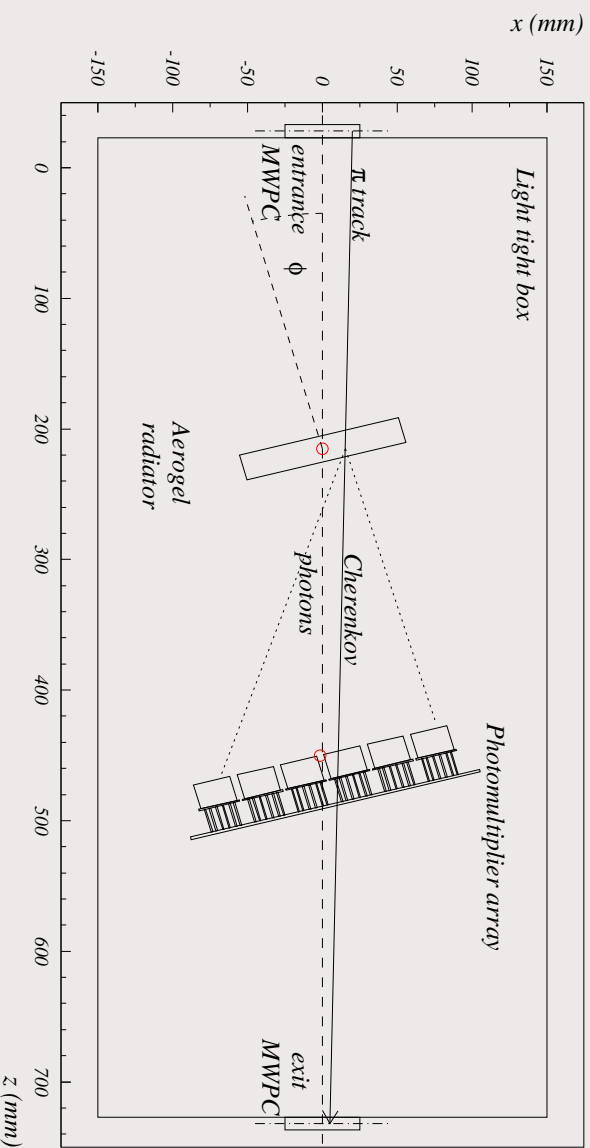 x (mm)
150
100
50
0
-50
-100
-150
Light tight box
π track
entrance
MWPC
ϕ
Aerogel
radiator
Cherenkov
photons
Photomultiplier array
exit
MWPC
0
100
200
300
400
500
600
700
z (mm)